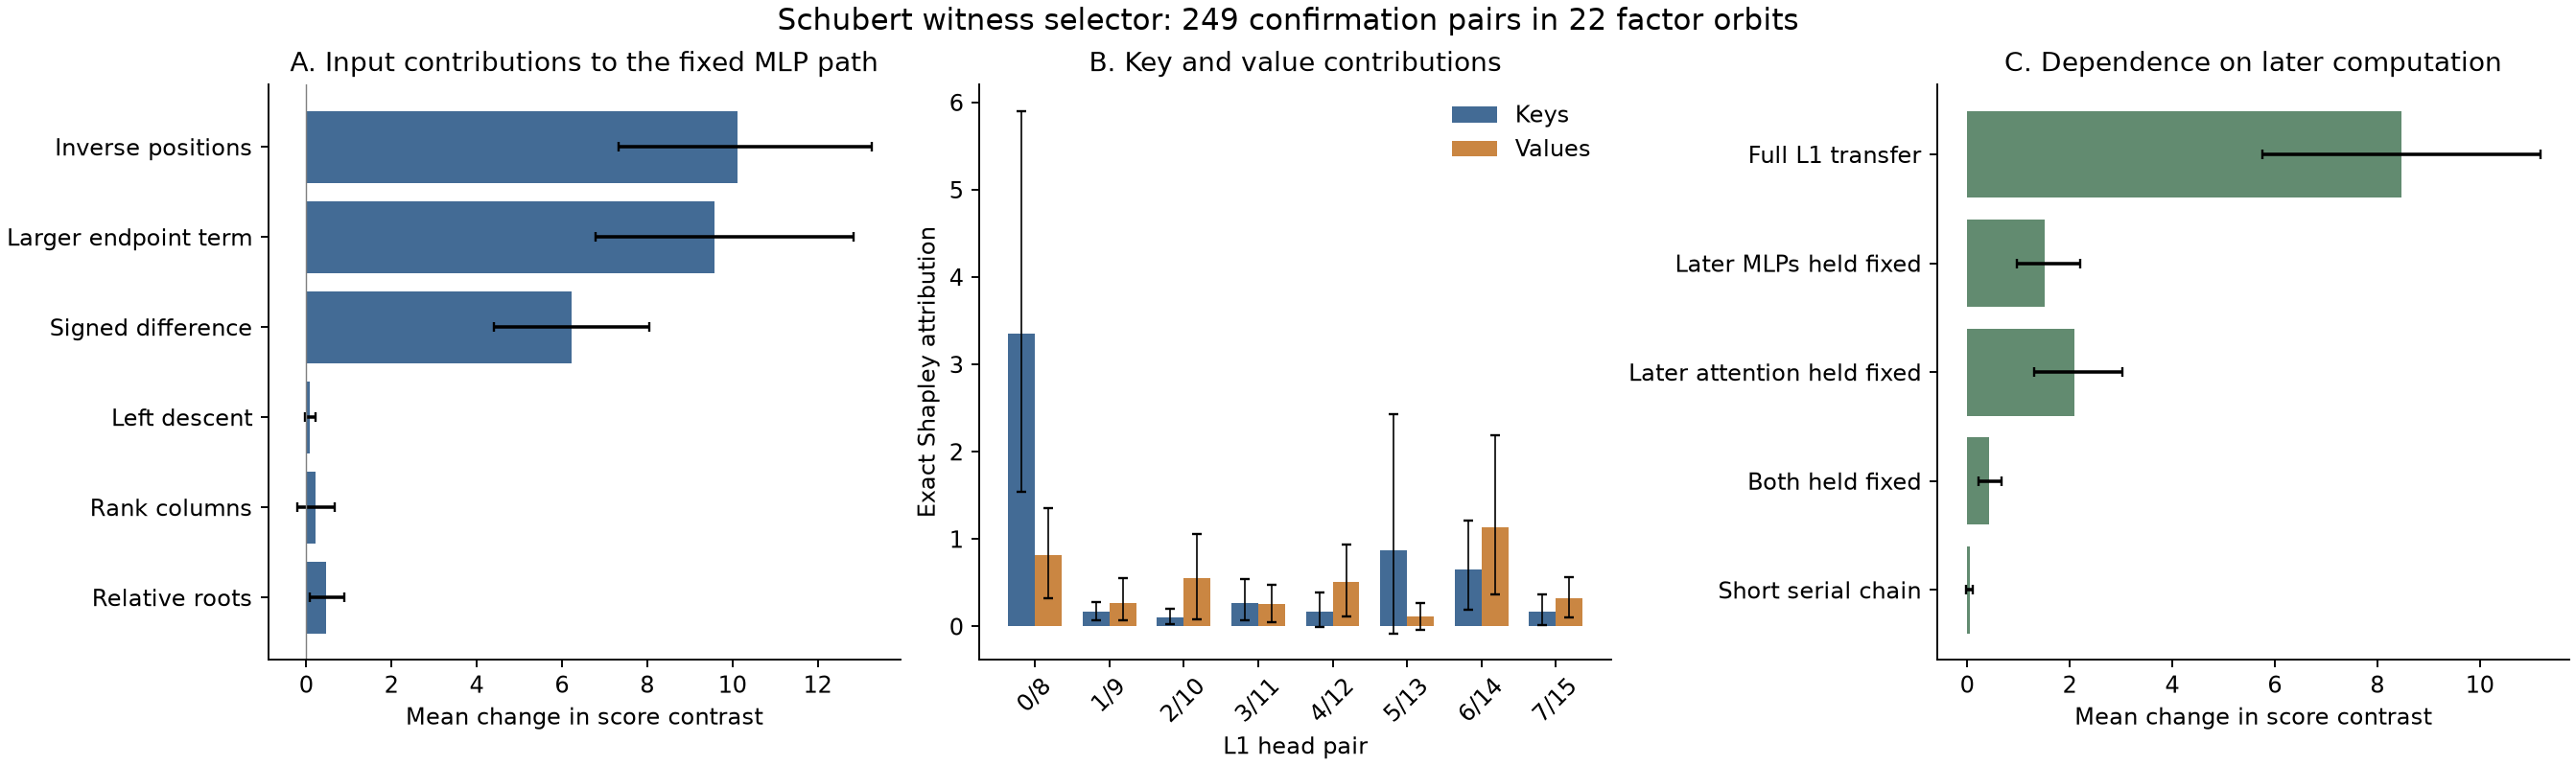 Schubert witness selector: 249 confirmation pairs in 22 factor orbits
A. Input contributions to the fixed MLP path
Inverse positions
Larger endpoint term
Signed difference
Left descent
Rank columns
Relative roots
0 2 4 6 8 10 12
Mean change in score contrast
B. Key and value contributions
Keys
Values
Exact Shapley attribution
6
5
4
3
2
1
0
0/8 1/9 2/10 3/11 4/12 5/13 6/14 7/15
L1 head pair
C. Dependence on later computation
Full L1 transfer
Later MLPs held fixed
Later attention held fixed
Both held fixed
Short serial chain
0 2 4 6 8 10
Mean change in score contrast